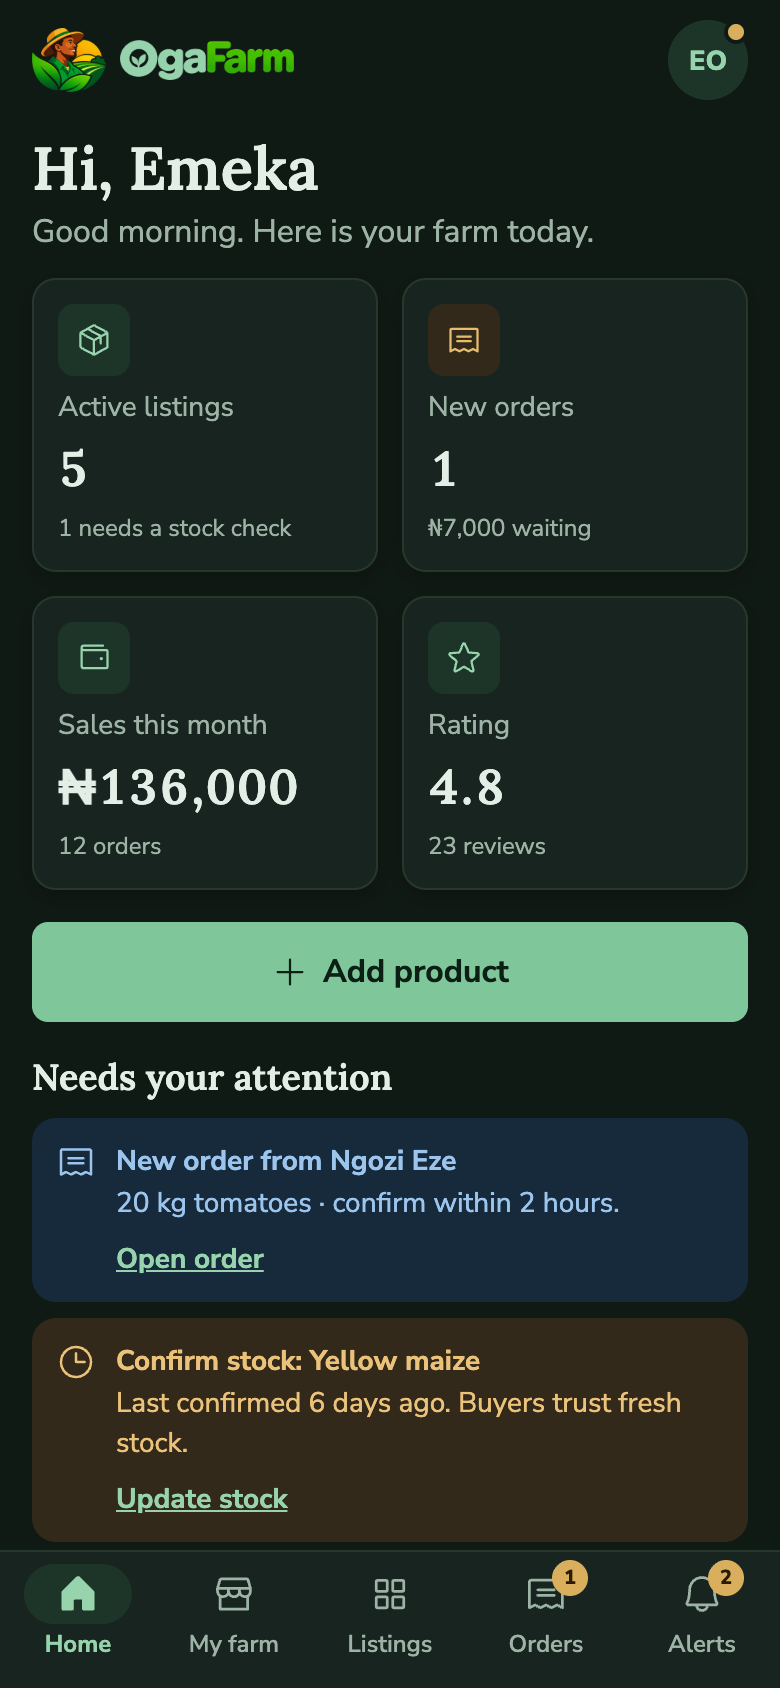 OgaFarm
EO
Hi, Emeka
Good morning. Here is your farm today.
Active listings
5
1 needs a stock check
New orders
1
₦7,000 waiting
Sales this month
₦136,000
12 orders
Rating
4.8
23 reviews
Add product
Needs your attention
New order from Ngozi Eze
20 kg tomatoes · confirm within 2 hours.
Open order
Confirm stock: Yellow maize
Last confirmed 6 days ago. Buyers trust fresh
stock.
Update stock
Home
My farm
Listings
1
Orders
2
Alerts